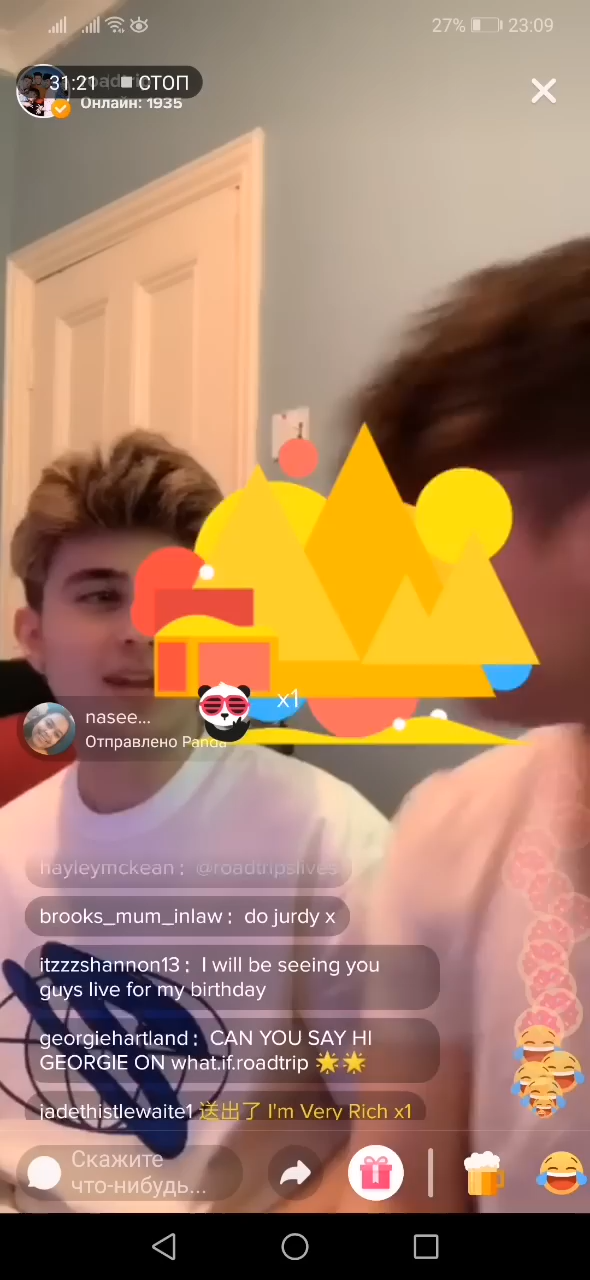 27% 23:09
31:21 СТОП
Онлайн: 1935
x1
nasee...
Отправлено Panda
hayleymckean : @roadtripslives
brooks_mum_inlaw : do jurdy x
itzzzshannon13 : I will be seeing you
guys live for my birthday
georgiehartland : CAN YOU SAY HI
GEORGIE ON what.if.roadtrip 🌟🌟
jadethistlewaite1 送出了 I'm Very Rich x1
Скажите
что-нибудь...